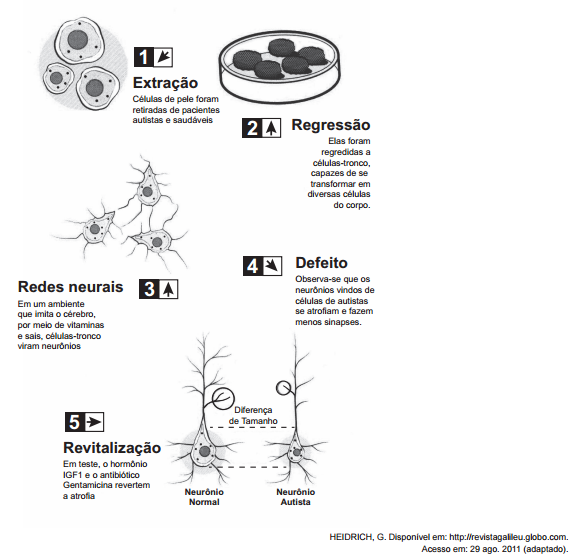 1
Extração
Células de pele foram
retiradas de pacientes
autistas e saudáveis
2 Regressão
Elas foram
regredidas a
células-tronco,
capazes de se
transformar em
diversas células
do corpo.
Redes neurais 3
Em um ambiente
que imita o cérebro,
por meio de vitaminas
e sais, células-tronco
viram neurônios
4 Defeito
Observa-se que os
neurônios vindos de
células de autistas
se atrofiam e fazem
menos sinapses.
5
Revitalização
Em teste, o hormônio
IGF1 e o antibiótico
Gentamicina revertem
a atrofia
Diferença
de Tamanho
Neurônio
Normal
Neurônio
Autista
HEIDRICH, G. Disponível em: http://revistagalileu.globo.com.
Acesso em: 29 ago. 2011 (adaptado).